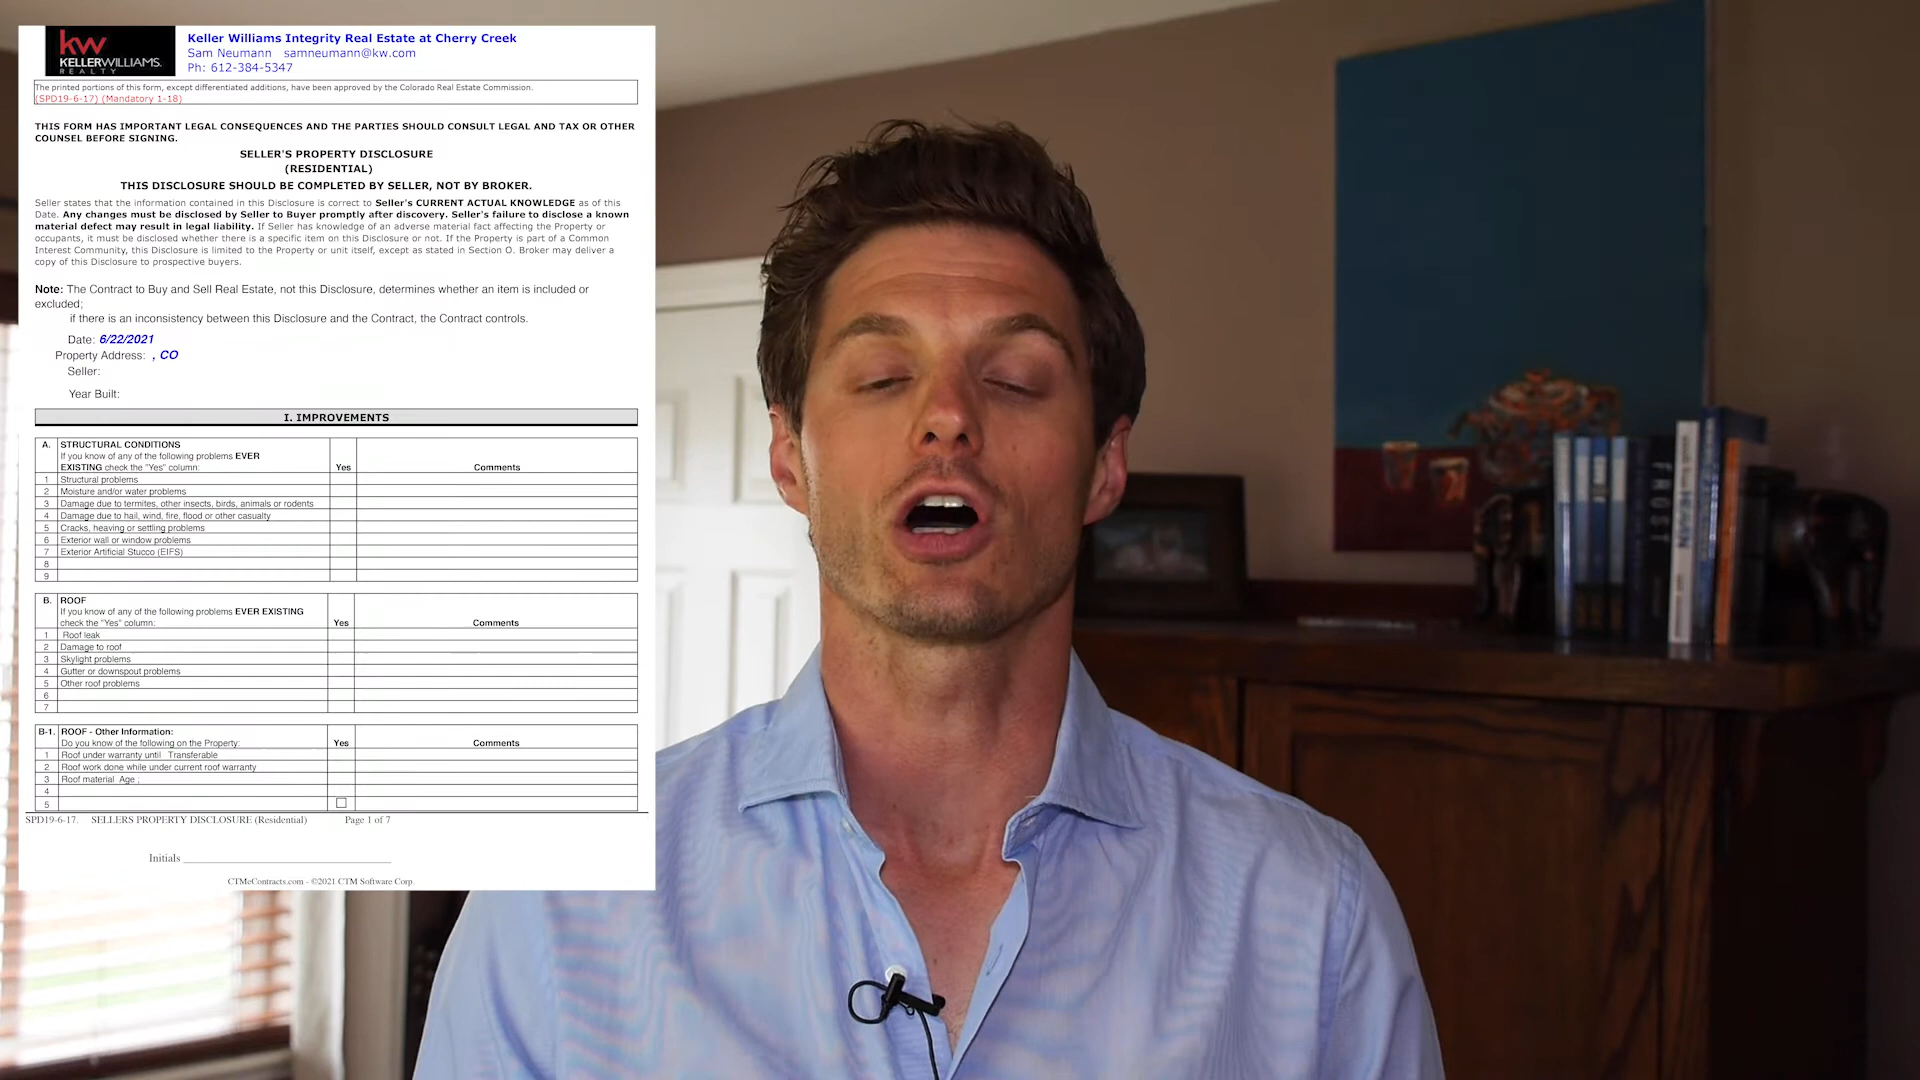 kw
KELLERWILLIAMS.
REALTY
Keller Williams Integrity Real Estate at Cherry Creek
Sam Neumann samneumann@kw.com
Ph: 612-384-5347
The printed portions of this form, except differentiated additions, have been approved by the Colorado Real Estate Commission.
(SPD19-6-17) (Mandatory 1-18)
THIS FORM HAS IMPORTANT LEGAL CONSEQUENCES AND THE PARTIES SHOULD CONSULT LEGAL AND TAX OR OTHER
COUNSEL BEFORE SIGNING.
SELLER'S PROPERTY DISCLOSURE
(RESIDENTIAL)
THIS DISCLOSURE SHOULD BE COMPLETED BY SELLER, NOT BY BROKER.
Seller states that the information contained in this Disclosure is correct to Seller's CURRENT ACTUAL KNOWLEDGE as of this
Date. Any changes must be disclosed by Seller to Buyer promptly after discovery. Seller's failure to disclose a known
material defect may result in legal liability. If Seller has knowledge of an adverse material fact affecting the Property or
occupants, it must be disclosed whether there is a specific item on this Disclosure or not. If the Property is part of a Common
Interest Community, this Disclosure is limited to the Property or unit itself, except as stated in Section O. Broker may deliver a
copy of this Disclosure to prospective buyers.
Note: The Contract to Buy and Sell Real Estate, not this Disclosure, determines whether an item is included or
excluded;
if there is an inconsistency between this Disclosure and the Contract, the Contract controls.
Date: 6/22/2021
Property Address: , CO
Seller:
Year Built:
I. IMPROVEMENTS
A. STRUCTURAL CONDITIONS
If you know of any of the following problems EVER
EXISTING check the "Yes" column: Yes Comments
1 Structural problems
2 Moisture and/or water problems
3 Damage due to termites, other insects, birds, animals or rodents
4 Damage due to hail, wind, fire, flood or other casualty
5 Cracks, heaving or settling problems
6 Exterior wall or window problems
7 Exterior Artificial Stucco (EIFS)
8
9
B. ROOF
If you know of any of the following problems EVER EXISTING
check the "Yes" column: Yes Comments
1 Roof leak
2 Damage to roof
3 Skylight problems
4 Gutter or downspout problems
5 Other roof problems
6
7
B-1. ROOF - Other Information:
Do you know of the following on the Property: Yes Comments
1 Roof under warranty until Transferable
2 Roof work done while under current roof warranty
3 Roof material Age :
4
5
SPD19-6-17. SELLERS PROPERTY DISCLOSURE (Residential) Page 1 of 7
Initials
CTMeContracts.com - ©2021 CTM Software Corp.
FROST